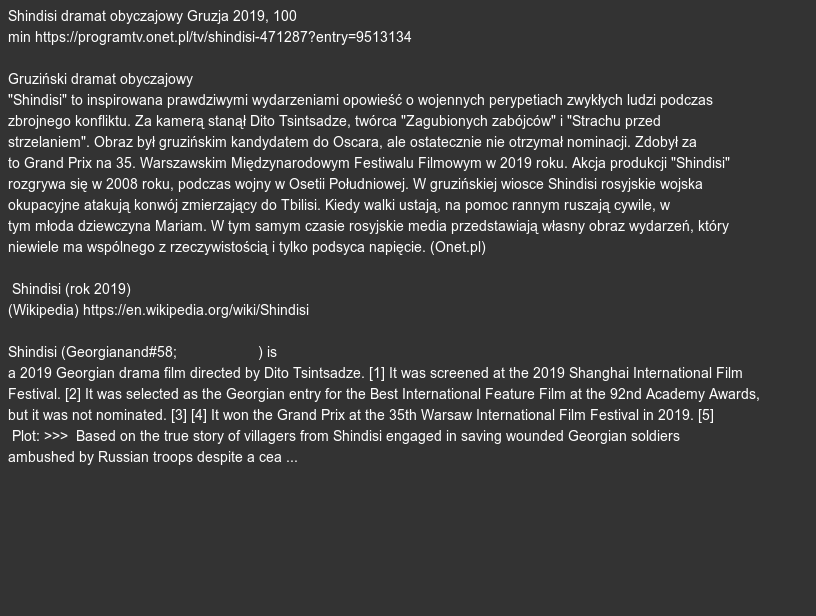 Shindisi dramat obyczajowy Gruzja 2019, 100
min https://programtv.onet.pl/tv/shindisi-471287?entry=9513134
Gruziński dramat obyczajowy
"Shindisi" to inspirowana prawdziwymi wydarzeniami opowieść o wojennych perypetiach zwykłych ludzi podczas
zbrojnego konfliktu. Za kamerą stanął Dito Tsintsadze, twórca "Zagubionych zabójców" i "Strachu przed
strzelaniem". Obraz był gruzińskim kandydatem do Oscara, ale ostatecznie nie otrzymał nominacji. Zdobył za
to Grand Prix na 35. Warszawskim Międzynarodowym Festiwalu Filmowym w 2019 roku. Akcja produkcji "Shindisi"
rozgrywa się w 2008 roku, podczas wojny w Osetii Południowej. W gruzińskiej wiosce Shindisi rosyjskie wojska
okupacyjne atakują konwój zmierzający do Tbilisi. Kiedy walki ustają, na pomoc rannym ruszają cywile, w
tym młoda dziewczyna Mariam. W tym samym czasie rosyjskie media przedstawiają własny obraz wydarzeń, który
niewiele ma wspólnego z rzeczywistością i tylko podsyca napięcie. (Onet.pl)
Shindisi (rok 2019)
(Wikipedia) https://en.wikipedia.org/wiki/Shindisi
Shindisi (Georgianand#58; ) is
a 2019 Georgian drama film directed by Dito Tsintsadze. [1] It was screened at the 2019 Shanghai International Film
Festival. [2] It was selected as the Georgian entry for the Best International Feature Film at the 92nd Academy Awards,
but it was not nominated. [3] [4] It won the Grand Prix at the 35th Warsaw International Film Festival in 2019. [5]
Plot: >>> Based on the true story of villagers from Shindisi engaged in saving wounded Georgian soldiers
ambushed by Russian troops despite a cea ...